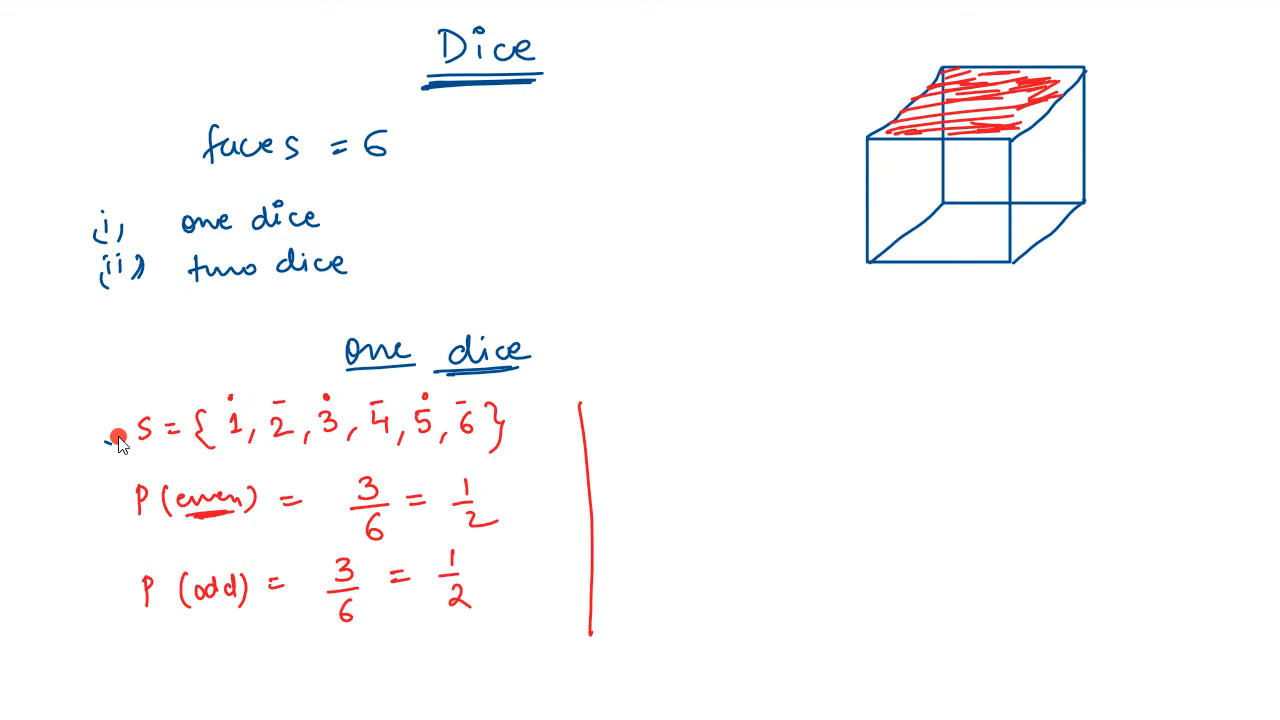 Dice
faces = 6
(i) one dice
(ii) two dice
one dice
S = { 1, 2, 3, 4, 5, 6 }
P (even) = 3/6 = 1/2
P (odd) = 3/6 = 1/2